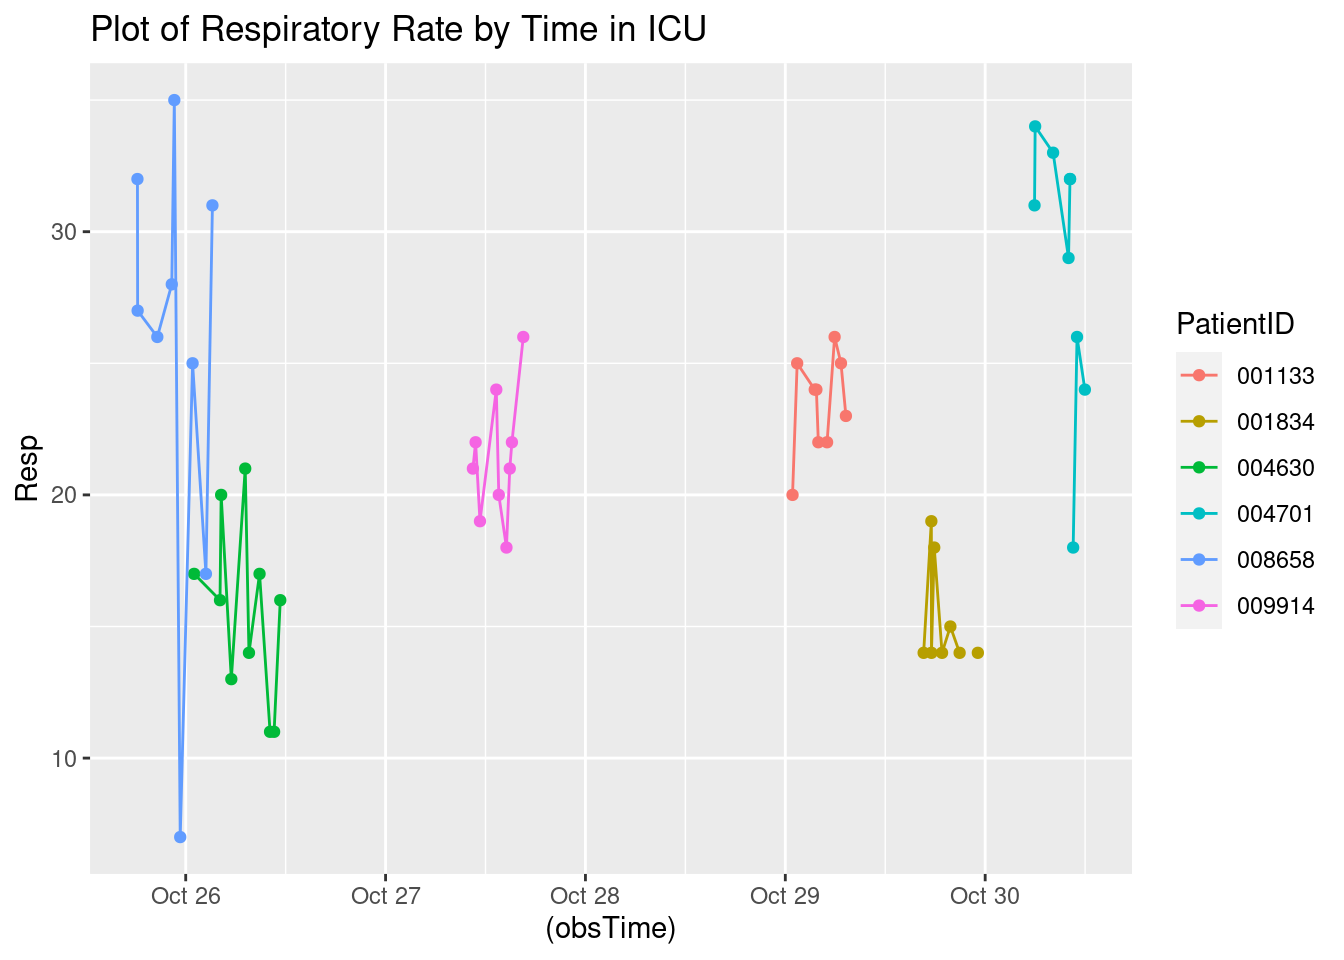 Plot of Respiratory Rate by Time in ICU
30
20
10
Resp
Oct 26
Oct 27
Oct 28
Oct 29
Oct 30
(obsTime)
PatientID
001133
001834
004630
004701
008658
009914